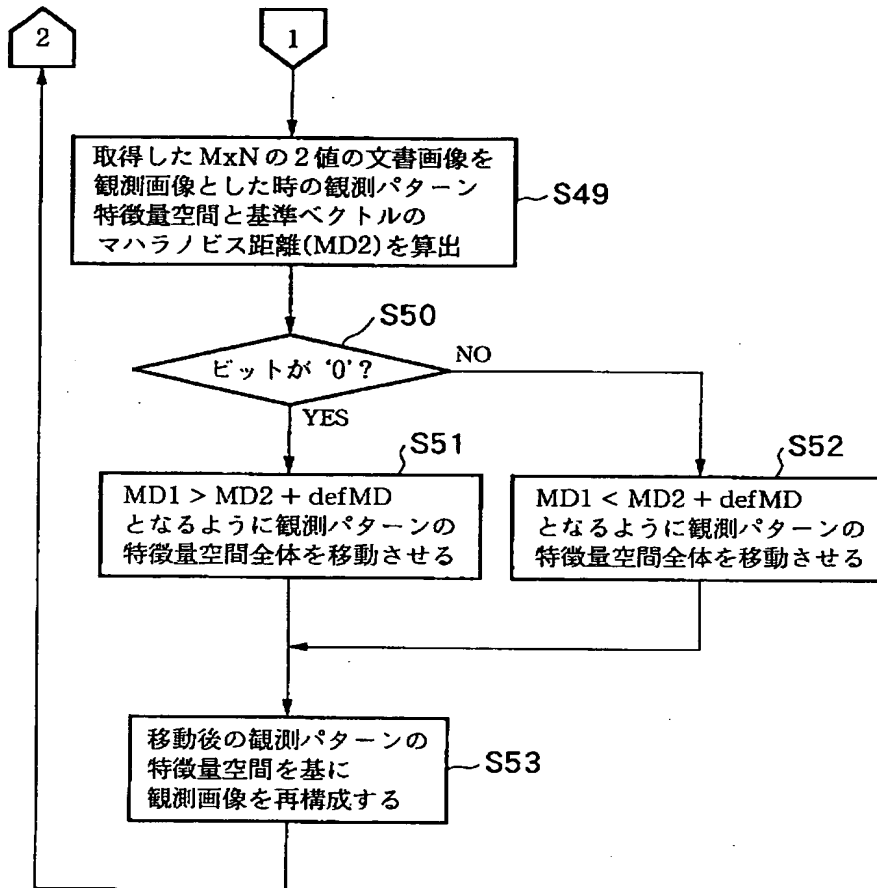 2
1
取得したMxNの2値の文書画像を
観測画像とした時の観測パターン
特徴量空間と基準ベクトルの
マハラノビス距離(MD2)を算出
S49
S50
ビットが '0'?
NO
YES
S51
MD1 > MD2 + defMD
となるように観測パターンの
特徴量空間全体を移動させる
S52
MD1 < MD2 + defMD
となるように観測パターンの
特徴量空間全体を移動させる
移動後の観測パターンの
特徴量空間を基に
観測画像を再構成する
S53